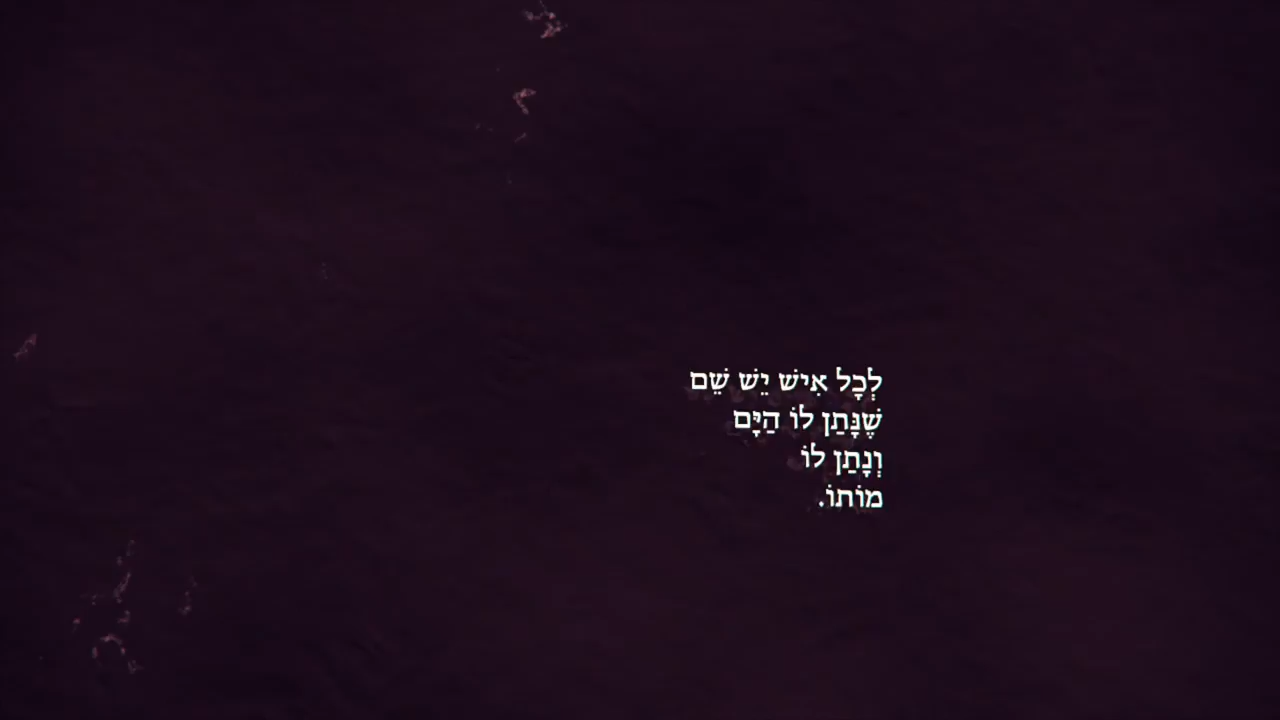 לְכָל אִישׁ יֵשׁ שֵׁם
שֶׁנָּתַן לוֹ הַיָּם
וְנָתַן לוֹ
מוֹתוֹ.